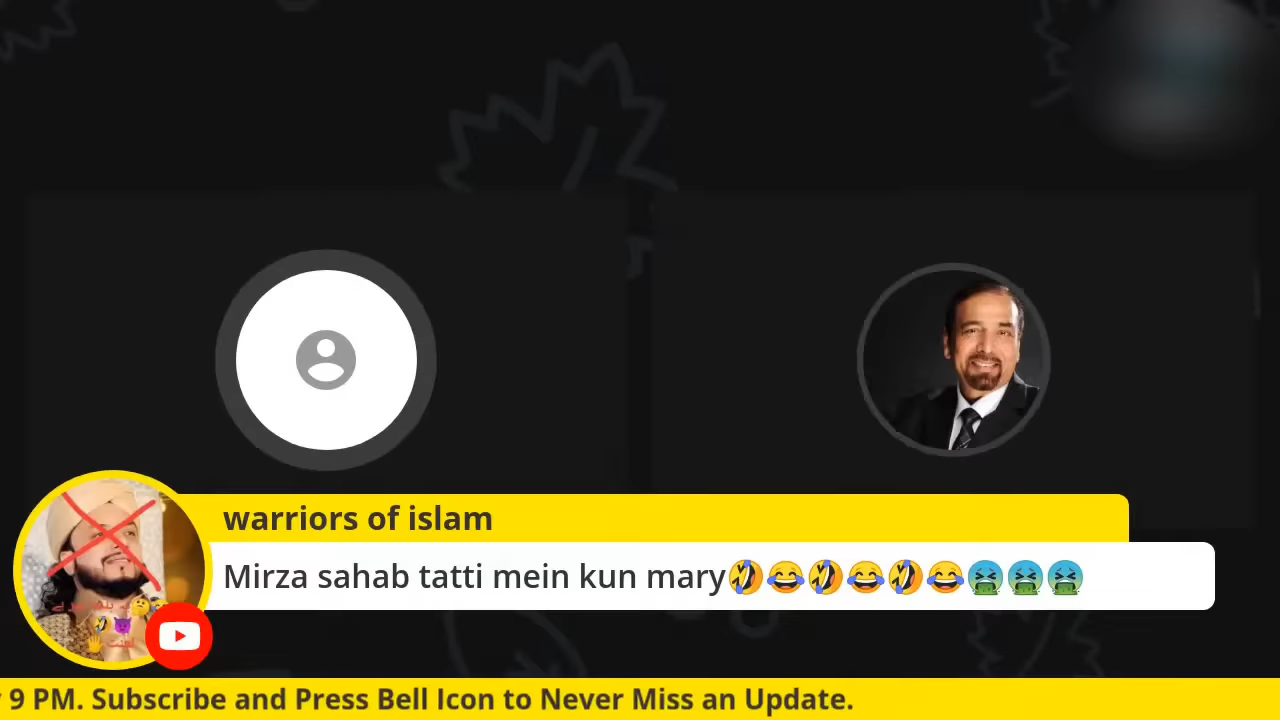 warriors of islam
Mirza sahab tatti mein kun mary🤣😂🤣😂🤣😂🤮🤮🤮
9 PM. Subscribe and Press Bell Icon to Never Miss an Update.